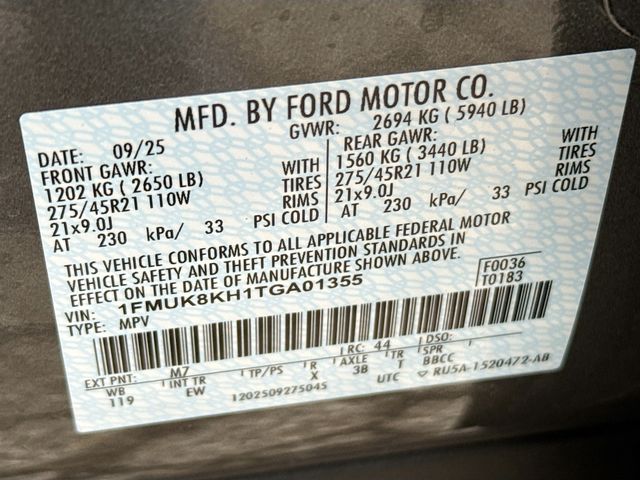 MFD. BY FORD MOTOR CO.
DATE: 09/25 GVWR: 2694 KG ( 5940 LB)
FRONT GAWR: REAR GAWR:
1202 KG ( 2650 LB) WITH 1560 KG ( 3440 LB) WITH
275/45R21 110W TIRES 275/45R21 110W TIRES
21x9.0J RIMS 21x9.0J RIMS
AT 230 kPa/ 33 PSI COLD AT 230 kPa/ 33 PSI COLD
THIS VEHICLE CONFORMS TO ALL APPLICABLE FEDERAL MOTOR
VEHICLE SAFETY AND THEFT PREVENTION STANDARDS IN
EFFECT ON THE DATE OF MANUFACTURE SHOWN ABOVE.
VIN: 1FMUK8KH1TGA01355 F0036
TYPE: MPV T0183
EXT PNT: M7 RC: 44 DSO:
WB INT TR TP/PS R AXLE TR SPR
119 EW X 3B T BBCC
1202509275045 UTC RU5A-1520472-AB